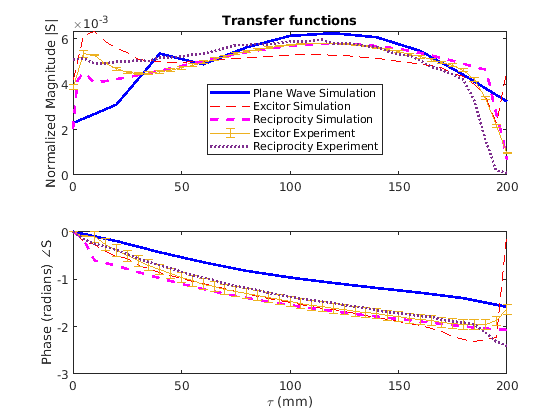 Transfer functions
×10⁻³
Normalized Magnitude |S|
6
4
2
0
Plane Wave Simulation
Excitor Simulation
Reciprocity Simulation
Excitor Experiment
Reciprocity Experiment
0 50 100 150 200
Phase (radians) ∠S
0
-1
-2
-3
0 50 100 150 200
τ (mm)